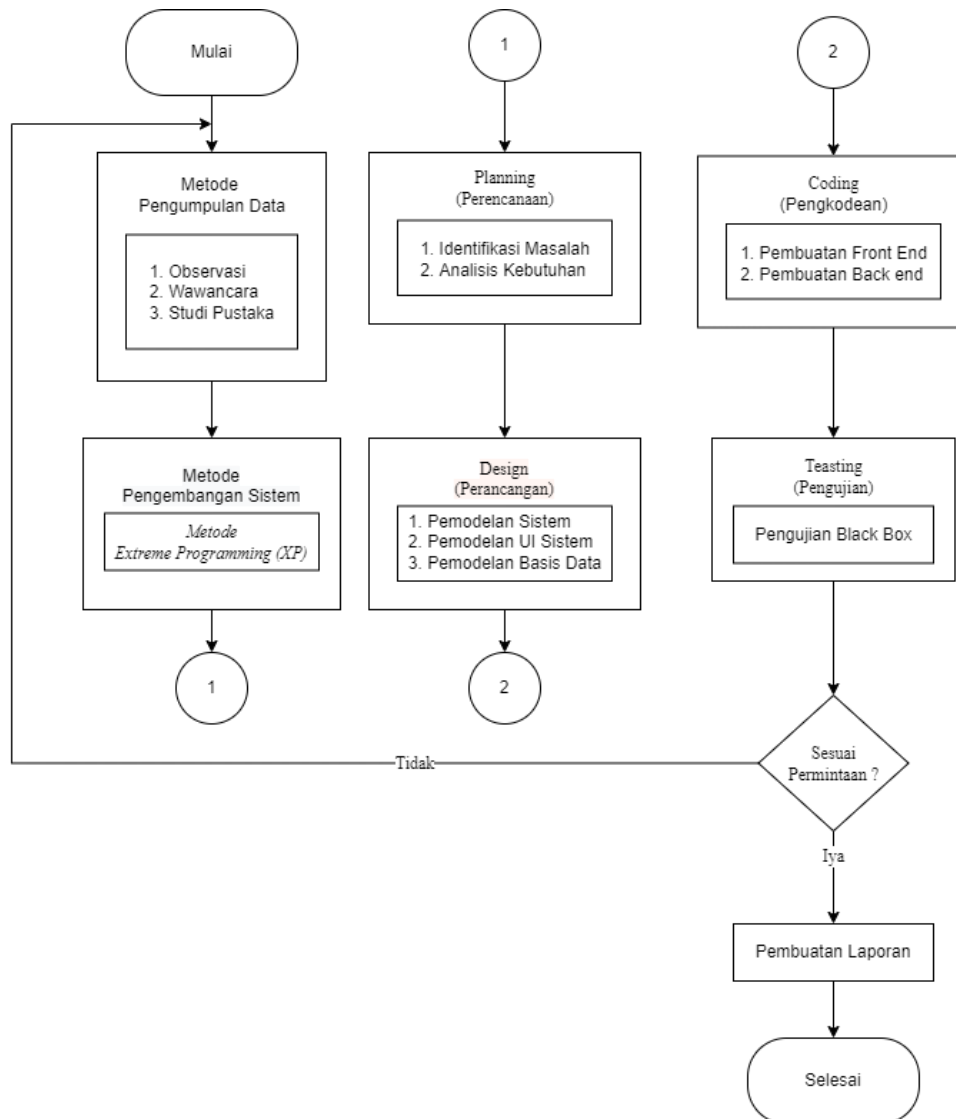 Mulai
Metode
Pengumpulan Data
1. Observasi
2. Wawancara
3. Studi Pustaka
Metode
Pengembangan Sistem
Metode
Extreme Programming (XP)
1
1
Planning
(Perencanaan)
1. Identifikasi Masalah
2. Analisis Kebutuhan
Design
(Perancangan)
1. Pemodelan Sistem
2. Pemodelan UI Sistem
3. Pemodelan Basis Data
2
2
Coding
(Pengkodean)
1. Pembuatan Front End
2. Pembuatan Back end
Teasting
(Pengujian)
Pengujian Black Box
Sesuai
Permintaan ?
Tidak
Iya
Pembuatan Laporan
Selesai